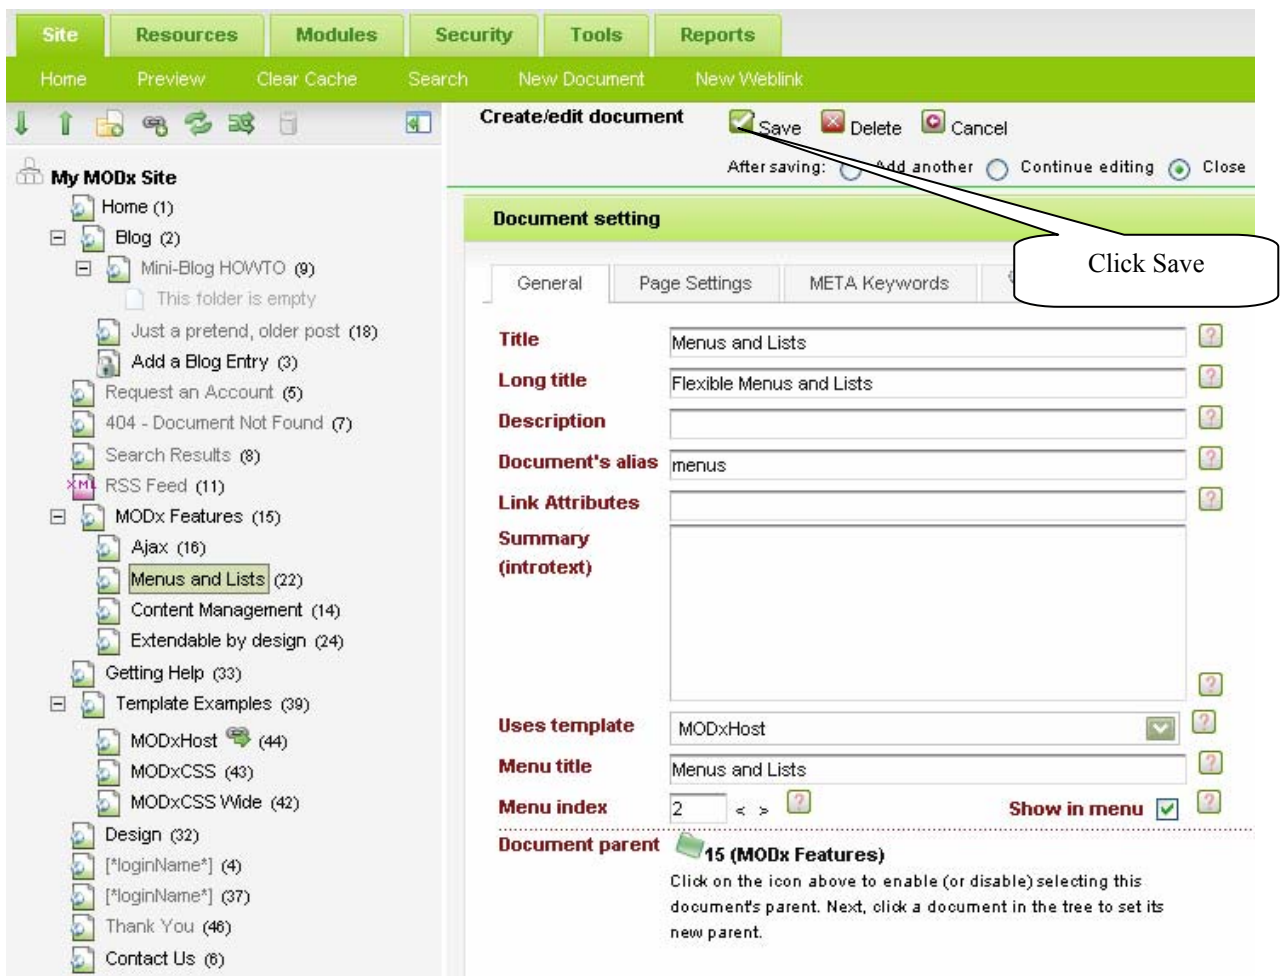 Site Resources Modules Security Tools Reports
Home Preview Clear Cache Search New Document New Weblink
Create/edit document Save Delete Cancel
After saving: Add another Continue editing Close
My MODx Site
Home (1)
Blog (2)
Mini-Blog HOWTO (9)
This folder is empty
Just a pretend, older post (18)
Add a Blog Entry (3)
Request an Account (5)
404 - Document Not Found (7)
Search Results (8)
XML RSS Feed (11)
MODx Features (15)
Ajax (16)
Menus and Lists (22)
Content Management (14)
Extendable by design (24)
Getting Help (33)
Template Examples (39)
MODxHost (44)
MODxCSS (43)
MODxCSS Wide (42)
Design (32)
[*loginName*] (4)
[*loginName*] (37)
Thank You (46)
Contact Us (6)
Document setting
Click Save
General Page Settings META Keywords
Title Menus and Lists ?
Long title Flexible Menus and Lists ?
Description ?
Document's alias menus ?
Link Attributes ?
Summary
(introtext)
?
Uses template MODxHost ?
Menu title Menus and Lists ?
Menu index 2 < > ? Show in menu ?
Document parent 15 (MODx Features)
Click on the icon above to enable (or disable) selecting this
document's parent. Next, click a document in the tree to set its
new parent.